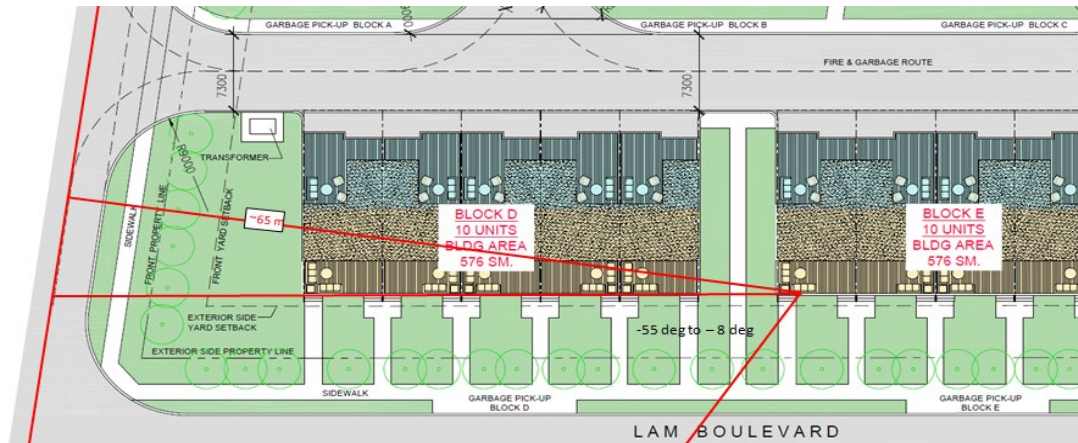 GARBAGE PICK-UP BLOCK A
GARBAGE PICK-UP BLOCK B
GARBAGE PICK-UP BLOCK C
FIRE & GARBAGE ROUTE
7300
7300
R9000
TRANSFORMER
SIDEWALK
FRONT PROPERTY LINE
FRONT YARD SETBACK
~65 m
BLOCK D
10 UNITS
BLDG AREA
576 SM.
BLOCK E
10 UNITS
BLDG AREA
576 SM.
EXTERIOR SIDE
YARD SETBACK
-55 deg to – 8 deg
EXTERIOR SIDE PROPERTY LINE
SIDEWALK
GARBAGE PICK-UP
BLOCK D
GARBAGE PICK-UP
BLOCK E
LAM BOULEVARD